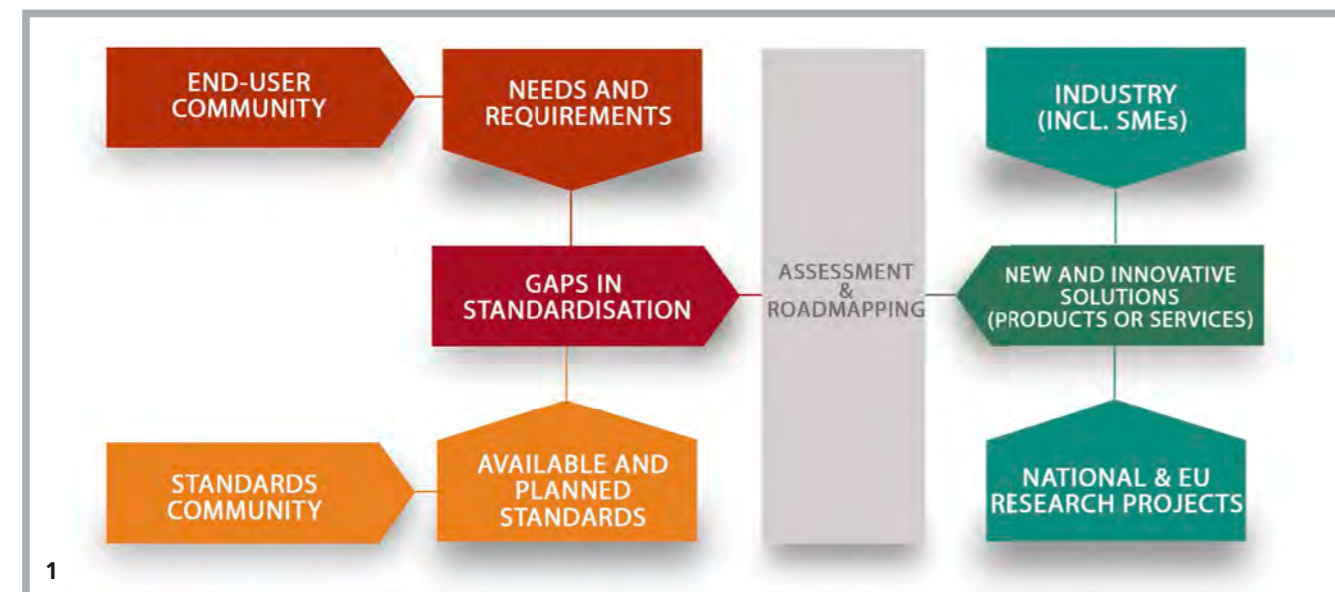 END-USER
COMMUNITY
NEEDS AND
REQUIREMENTS
INDUSTRY
(INCL. SMEs)
GAPS IN
STANDARDISATION
ASSESSMENT
&
ROADMAPPING
NEW AND INNOVATIVE
SOLUTIONS
(PRODUCTS OR SERVICES)
STANDARDS
COMMUNITY
AVAILABLE AND
PLANNED
STANDARDS
NATIONAL & EU
RESEARCH PROJECTS
1